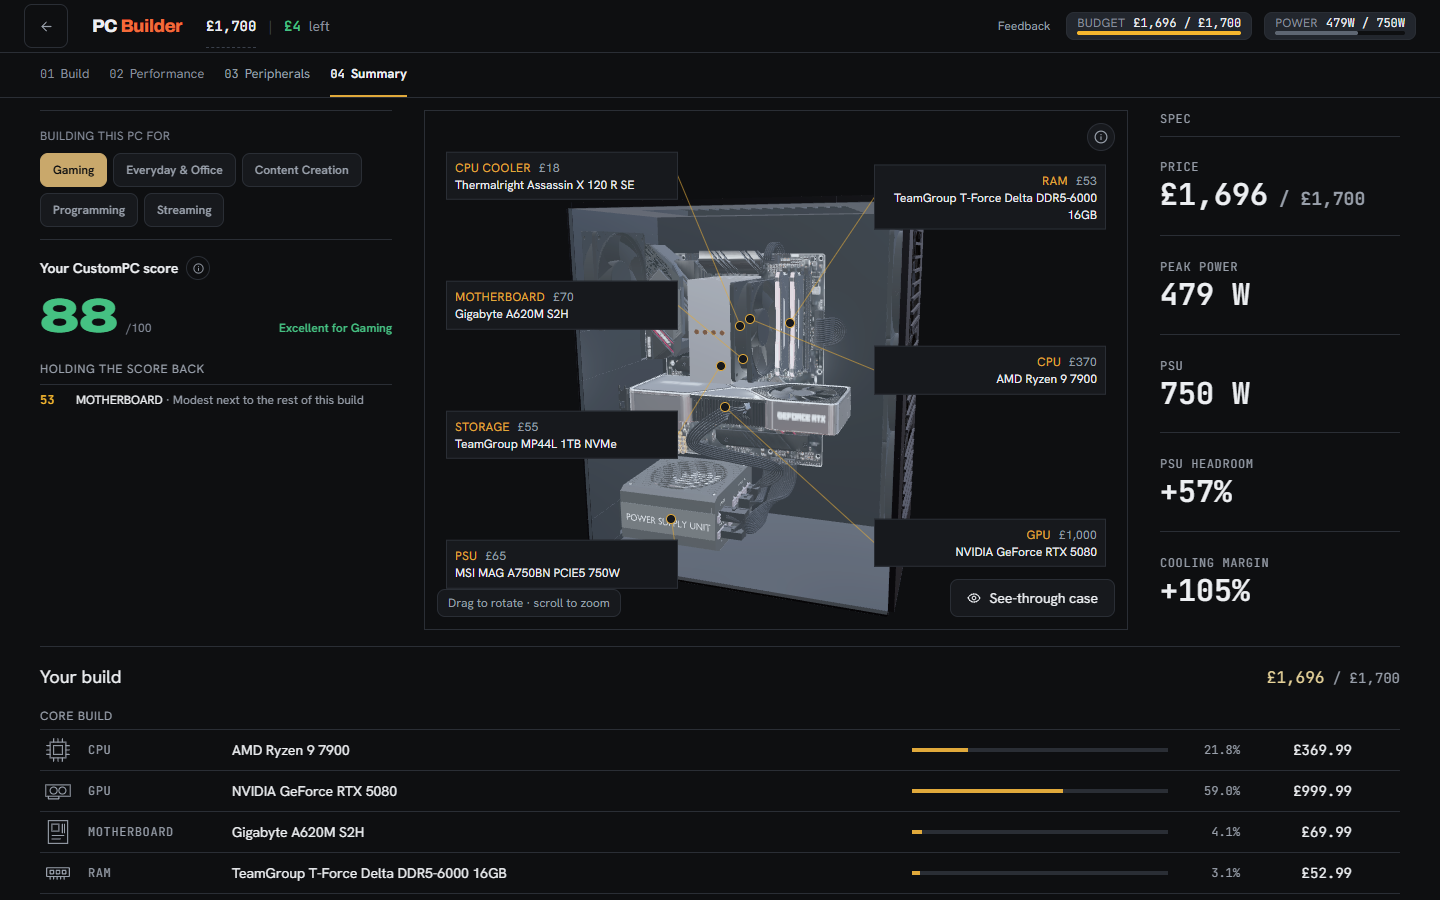 PC Builder
£1,700
£4 left
Feedback
BUDGET £1,696 / £1,700
POWER 479W / 750W
01 Build
02 Performance
03 Peripherals
04 Summary
BUILDING THIS PC FOR
Gaming
Everyday & Office
Content Creation
Programming
Streaming
Your CustomPC score
88 /100
Excellent for Gaming
HOLDING THE SCORE BACK
53 MOTHERBOARD · Modest next to the rest of this build
CPU COOLER £18
Thermalright Assassin X 120 R SE
MOTHERBOARD £70
Gigabyte A620M S2H
STORAGE £55
TeamGroup MP44L 1TB NVMe
PSU £65
MSI MAG A750BN PCIE5 750W
RAM £53
TeamGroup T-Force Delta DDR5-6000
16GB
CPU £370
AMD Ryzen 9 7900
GPU £1,000
NVIDIA GeForce RTX 5080
GEFORCE RTX
POWER SUPPLY UNIT
Drag to rotate · scroll to zoom
See-through case
SPEC
PRICE
£1,696 / £1,700
PEAK POWER
479 W
PSU
750 W
PSU HEADROOM
+57%
COOLING MARGIN
+105%
Your build
£1,696 / £1,700
CORE BUILD
CPU AMD Ryzen 9 7900 21.8% £369.99
GPU NVIDIA GeForce RTX 5080 59.0% £999.99
MOTHERBOARD Gigabyte A620M S2H 4.1% £69.99
RAM TeamGroup T-Force Delta DDR5-6000 16GB 3.1% £52.99